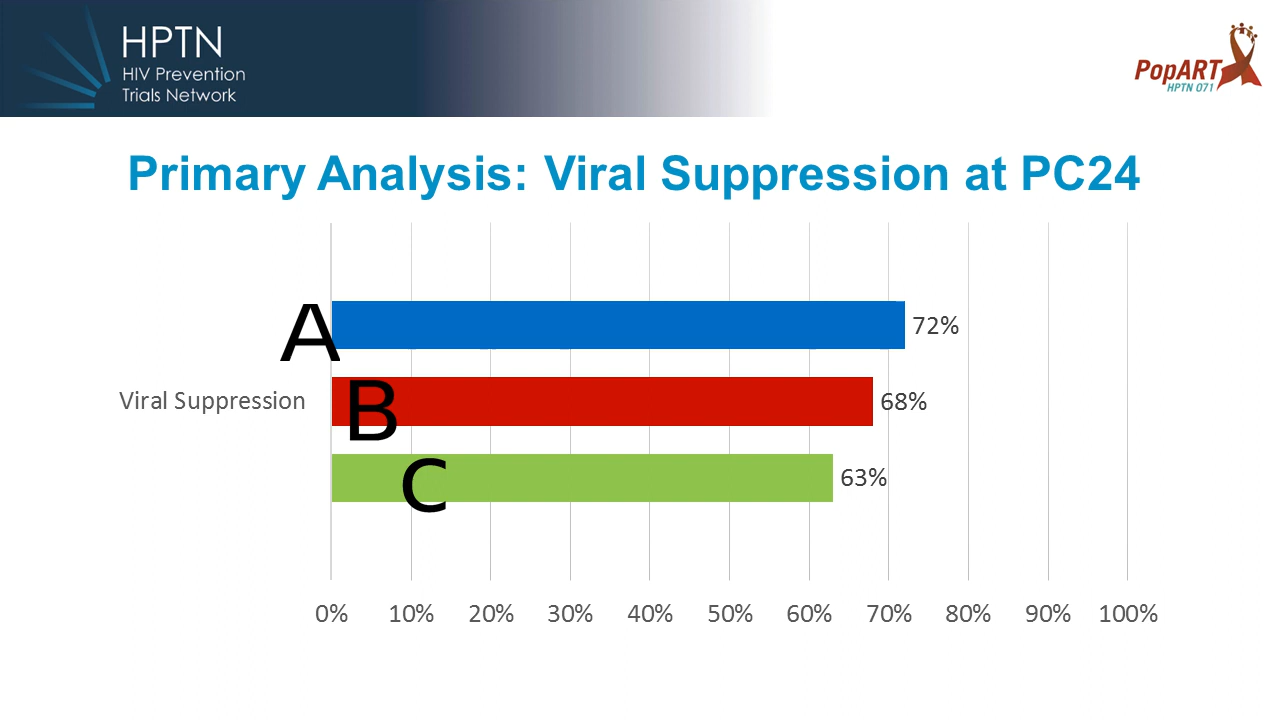 HPTN
HIV Prevention
Trials Network
PopART
HPTN 071
Primary Analysis: Viral Suppression at PC24
A
72%
Viral Suppression
B
68%
C
63%
0% 10% 20% 30% 40% 50% 60% 70% 80% 90% 100%